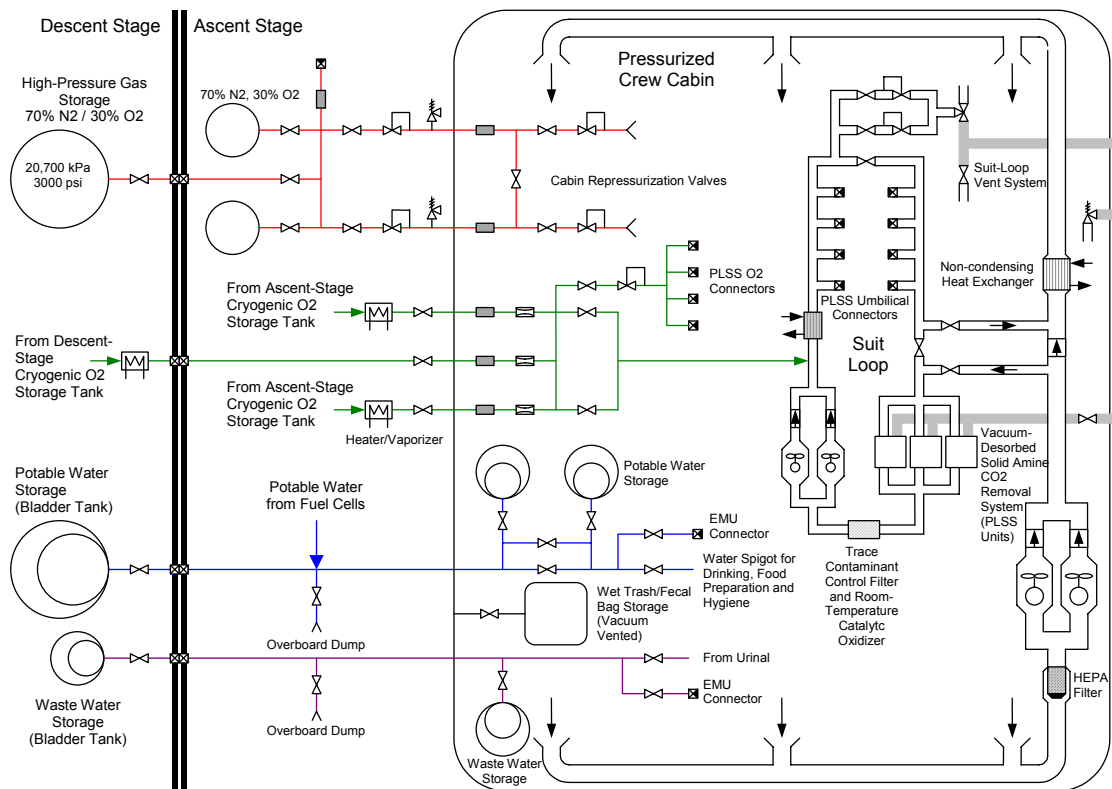 Descent Stage
Ascent Stage
High-Pressure Gas
Storage
70% N2 / 30% O2
20,700 kPa
3000 psi
70% N2, 30% O2
Pressurized
Crew Cabin
Cabin Repressurization Valves
Suit-Loop
Vent System
Non-condensing
Heat Exchanger
PLSS O2
Connectors
PLSS Umbilical
Connectors
Suit
Loop
From Ascent-Stage
Cryogenic O2
Storage Tank
From Descent-
Stage
Cryogenic O2
Storage Tank
From Ascent-Stage
Cryogenic O2
Storage Tank
Heater/Vaporizer
Vacuum-
Desorbed
Solid Amine
CO2
Removal
System
(PLSS
Units)
Potable Water
Storage
(Bladder Tank)
Potable Water
from Fuel Cells
Potable Water
Storage
EMU
Connector
Water Spigot for
Drinking, Food
Preparation and
Hygiene
Trace
Contaminant
Control Filter
and Room-
Temperature
Catalytc
Oxidizer
Wet Trash/Fecal
Bag Storage
(Vacuum
Vented)
Overboard Dump
From Urinal
EMU
Connector
HEPA
Filter
Waste Water
Storage
(Bladder Tank)
Overboard Dump
Waste Water
Storage